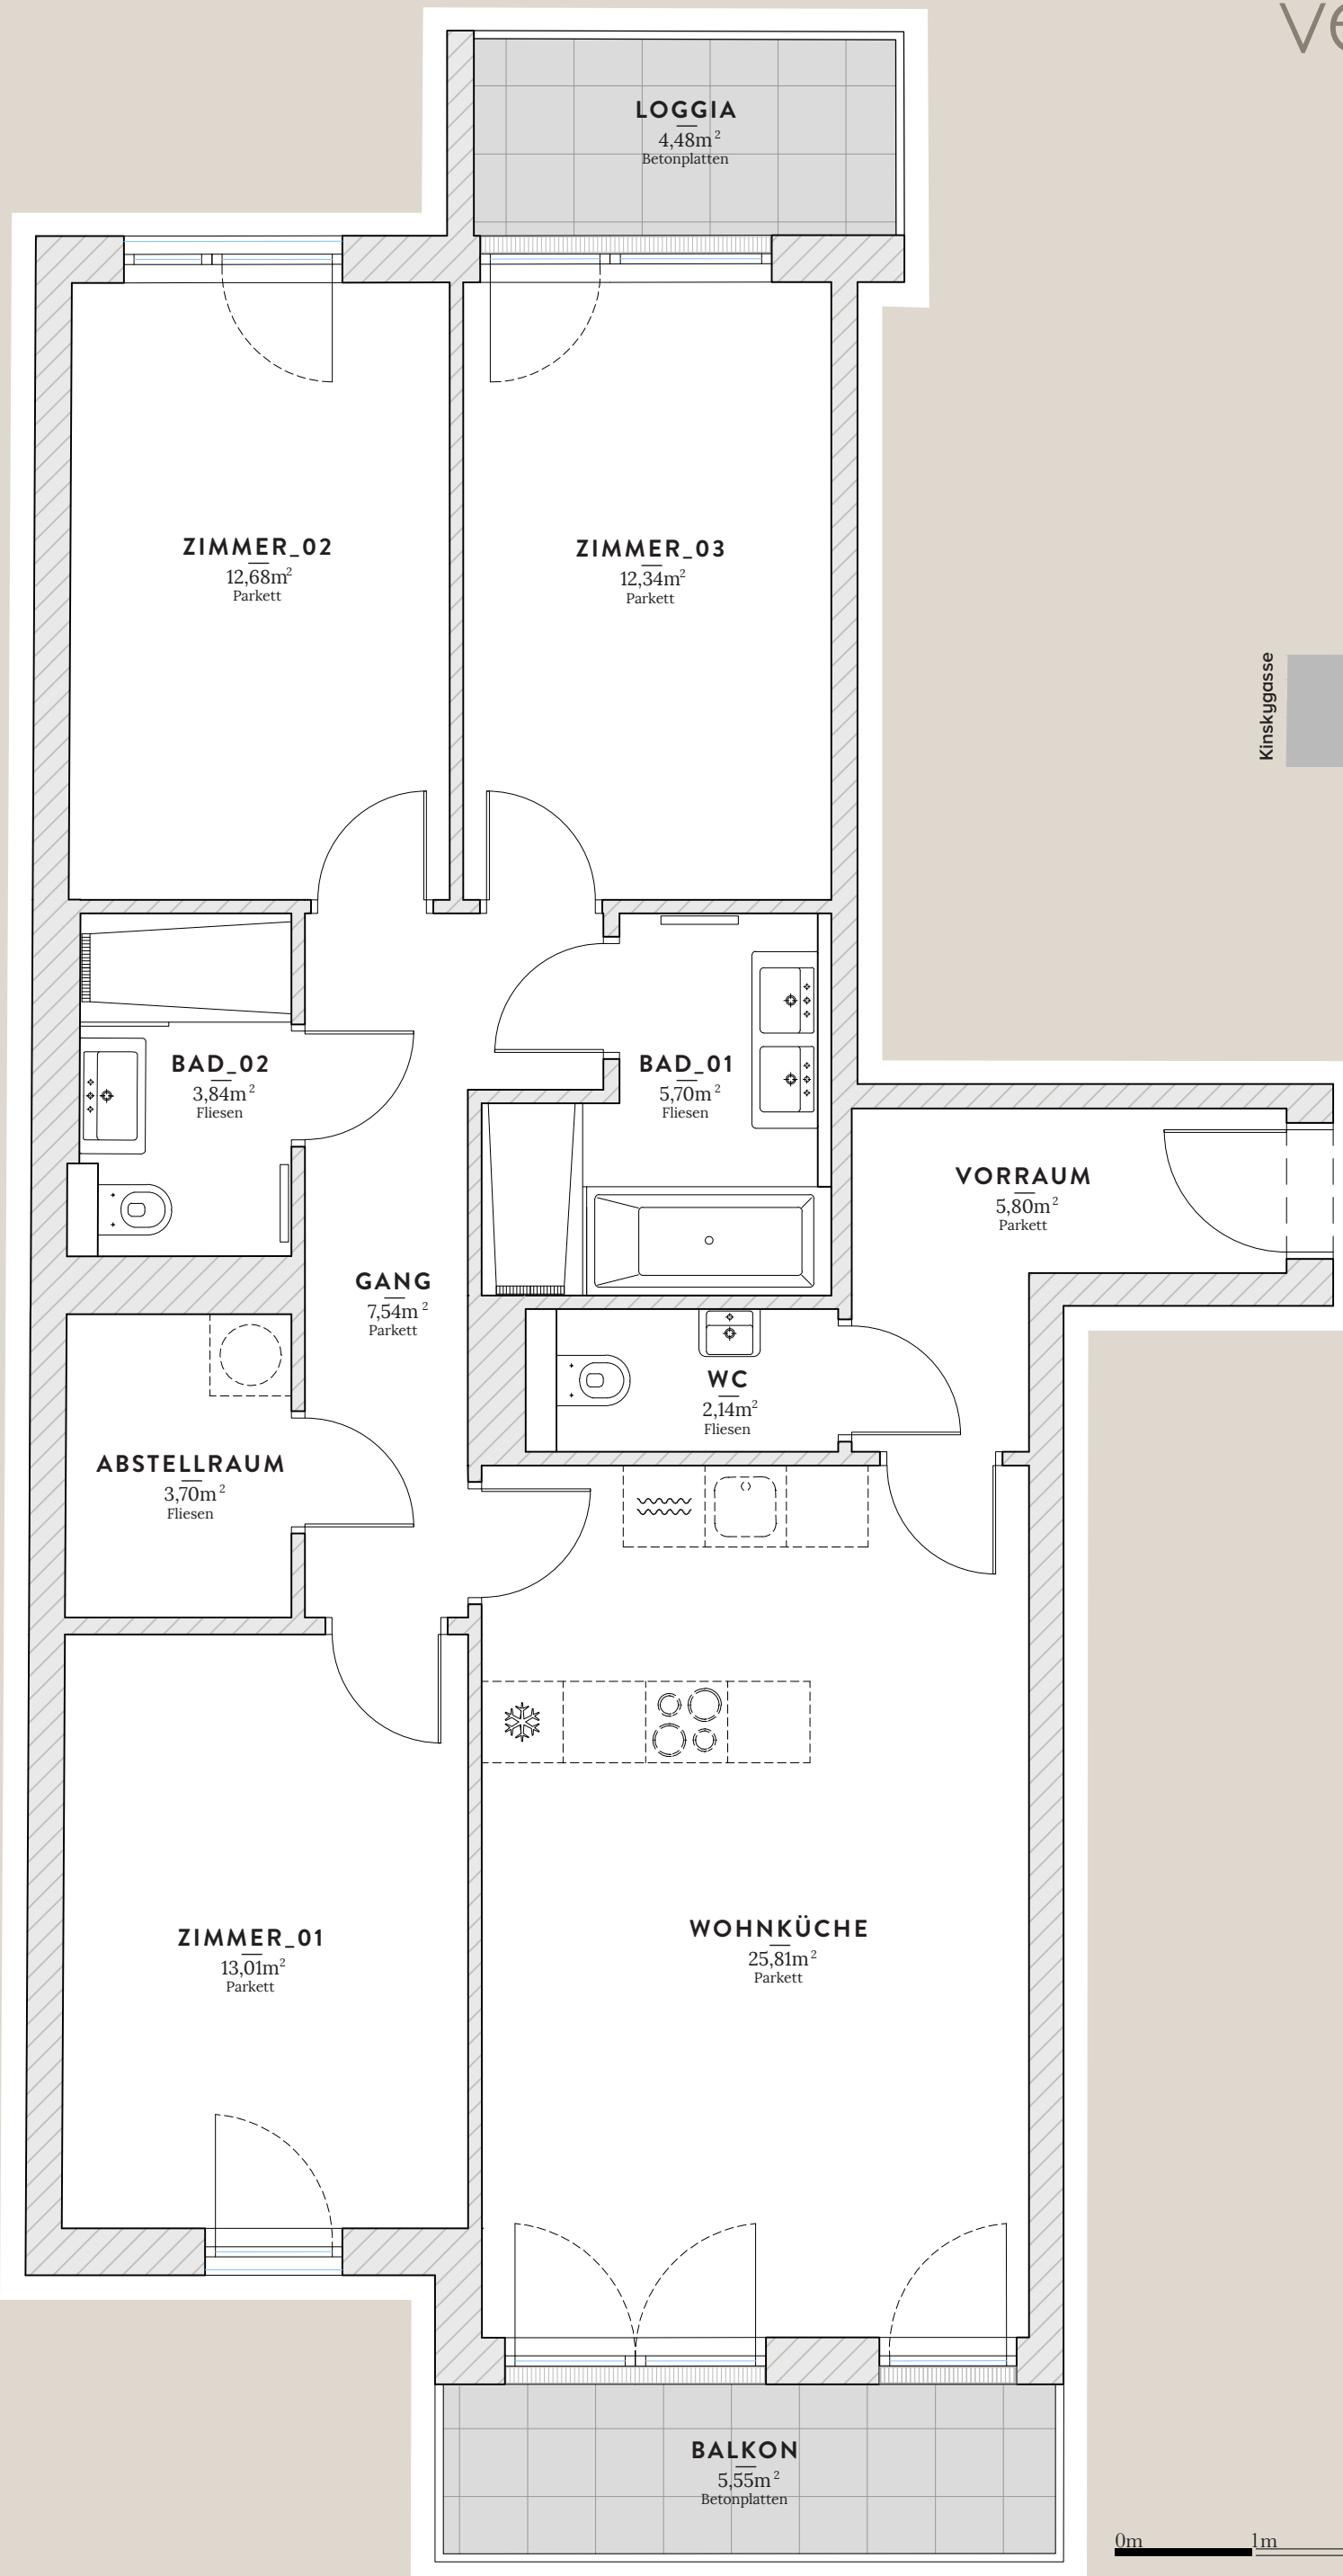 ve
LOGGIA
4,48m²
Betonplatten
ZIMMER_02
12,68m²
Parkett
ZIMMER_03
12,34m²
Parkett
Kinskygasse
BAD_02
3,84m²
Fliesen
BAD_01
5,70m²
Fliesen
VORRAUM
5,80m²
Parkett
GANG
7,54m²
Parkett
WC
2,14m²
Fliesen
ABSTELLRAUM
3,70m²
Fliesen
ZIMMER_01
13,01m²
Parkett
WOHNKÜCHE
25,81m²
Parkett
BALKON
5,55m²
Betonplatten
0m 1m